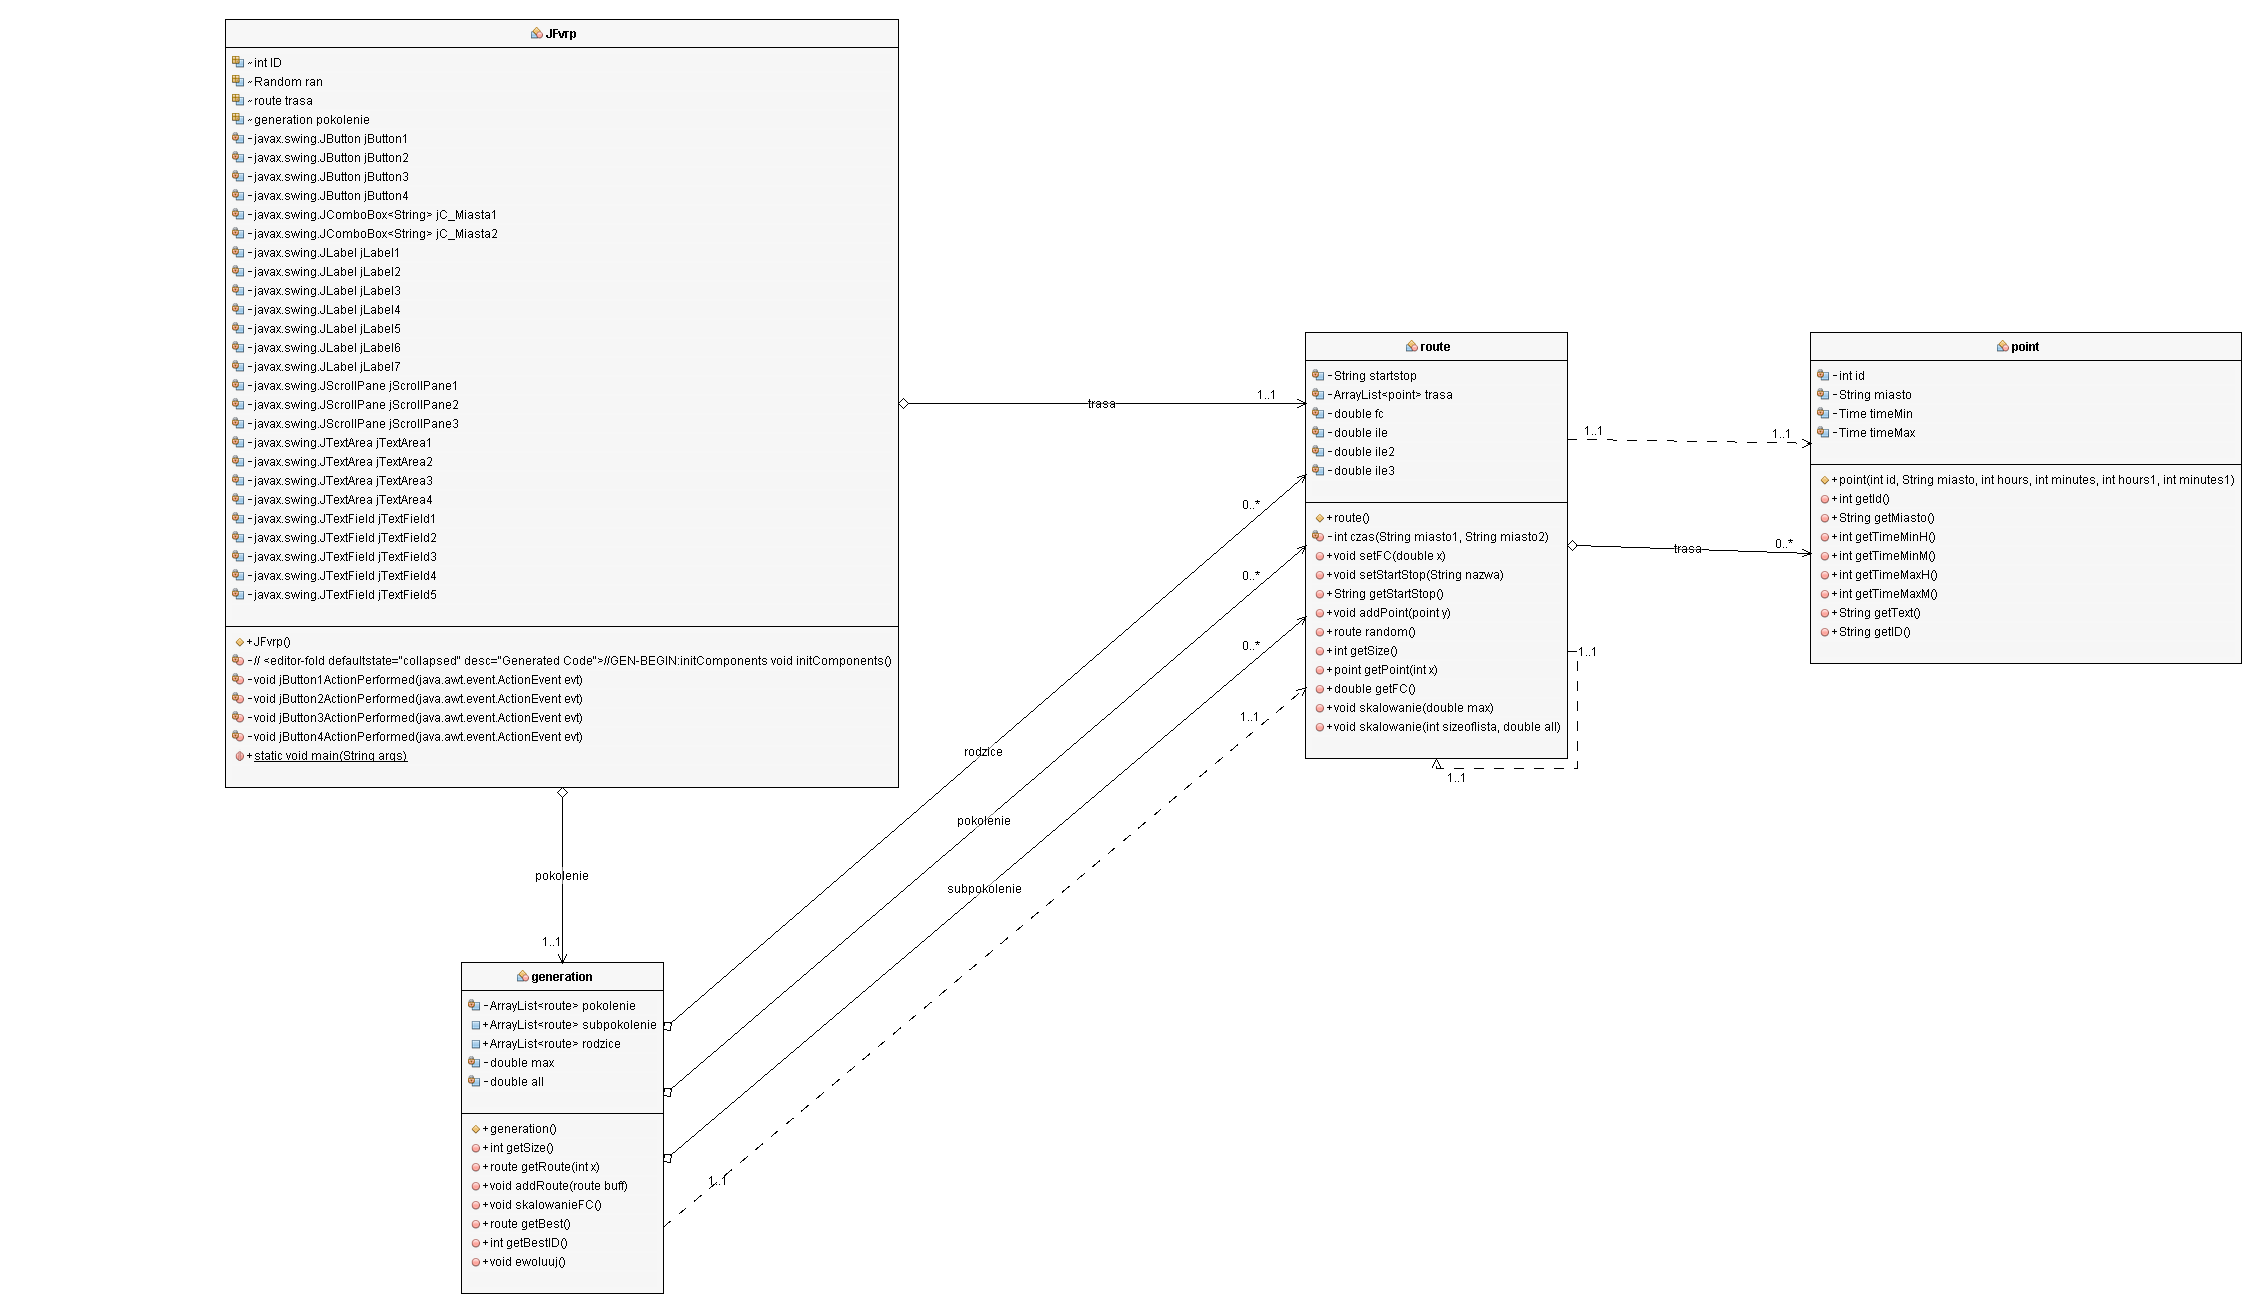 JFvrp
~int ID
~Random ran
~route trasa
~generation pokolenie
-javax.swing.JButton jButton1
-javax.swing.JButton jButton2
-javax.swing.JButton jButton3
-javax.swing.JButton jButton4
-javax.swing.JComboBox<String> jC_Miasta1
-javax.swing.JComboBox<String> jC_Miasta2
-javax.swing.JLabel jLabel1
-javax.swing.JLabel jLabel2
-javax.swing.JLabel jLabel3
-javax.swing.JLabel jLabel4
-javax.swing.JLabel jLabel5
-javax.swing.JLabel jLabel6
-javax.swing.JLabel jLabel7
-javax.swing.JScrollPane jScrollPane1
-javax.swing.JScrollPane jScrollPane2
-javax.swing.JScrollPane jScrollPane3
-javax.swing.JTextArea jTextArea1
-javax.swing.JTextArea jTextArea2
-javax.swing.JTextArea jTextArea3
-javax.swing.JTextArea jTextArea4
-javax.swing.JTextField jTextField1
-javax.swing.JTextField jTextField2
-javax.swing.JTextField jTextField3
-javax.swing.JTextField jTextField4
-javax.swing.JTextField jTextField5
+JFvrp()
-// <editor-fold defaultstate="collapsed" desc="Generated Code">//GEN-BEGIN:initComponents void initComponents()
-void jButton1ActionPerformed(java.awt.event.ActionEvent evt)
-void jButton2ActionPerformed(java.awt.event.ActionEvent evt)
-void jButton3ActionPerformed(java.awt.event.ActionEvent evt)
-void jButton4ActionPerformed(java.awt.event.ActionEvent evt)
+static void main(String args)
trasa
1..1
route
-String startstop
-ArrayList<point> trasa
-double fc
-double ile
-double ile2
-double ile3
+route()
-int czas(String miasto1, String miasto2)
+void setFC(double x)
+void setStartStop(String nazwa)
+String getStartStop()
+void addPoint(point y)
+route random()
+int getSize()
+point getPoint(int x)
+double getFC()
+void skalowanie(double max)
+void skalowanie(int sizeoflista, double all)
1..1
1..1
trasa
0..*
1..1
1..1
point
-int id
-String miasto
-Time timeMin
-Time timeMax
+point(int id, String miasto, int hours, int minutes, int hours1, int minutes1)
+int getId()
+String getMiasto()
+int getTimeMinH()
+int getTimeMinM()
+int getTimeMaxH()
+int getTimeMaxM()
+String getText()
+String getID()
0..*
0..*
0..*
1..1
rodzice
pokolenie
subpokolenie
1..1
pokolenie
1..1
generation
-ArrayList<route> pokolenie
+ArrayList<route> subpokolenie
+ArrayList<route> rodzice
-double max
-double all
+generation()
+int getSize()
+route getRoute(int x)
+void addRoute(route buff)
+void skalowanieFC()
+route getBest()
+int getBestID()
+void ewoluuj()